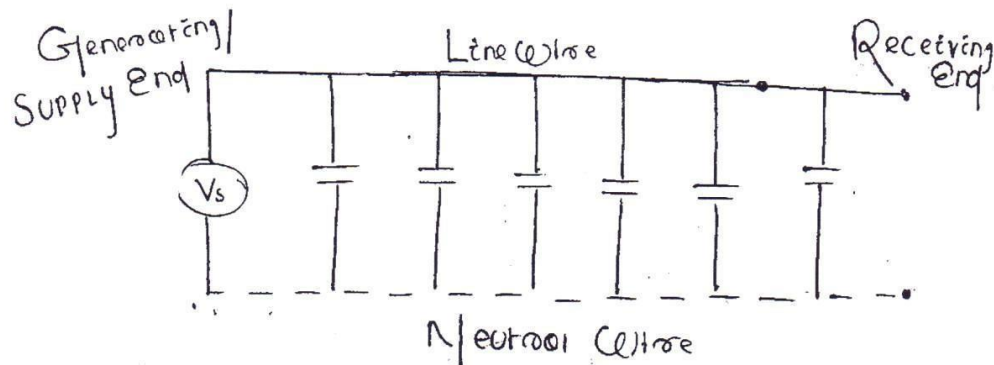 Generating/
Supply End
Line Wire
Receiving
End
Vs
Neutral Wire